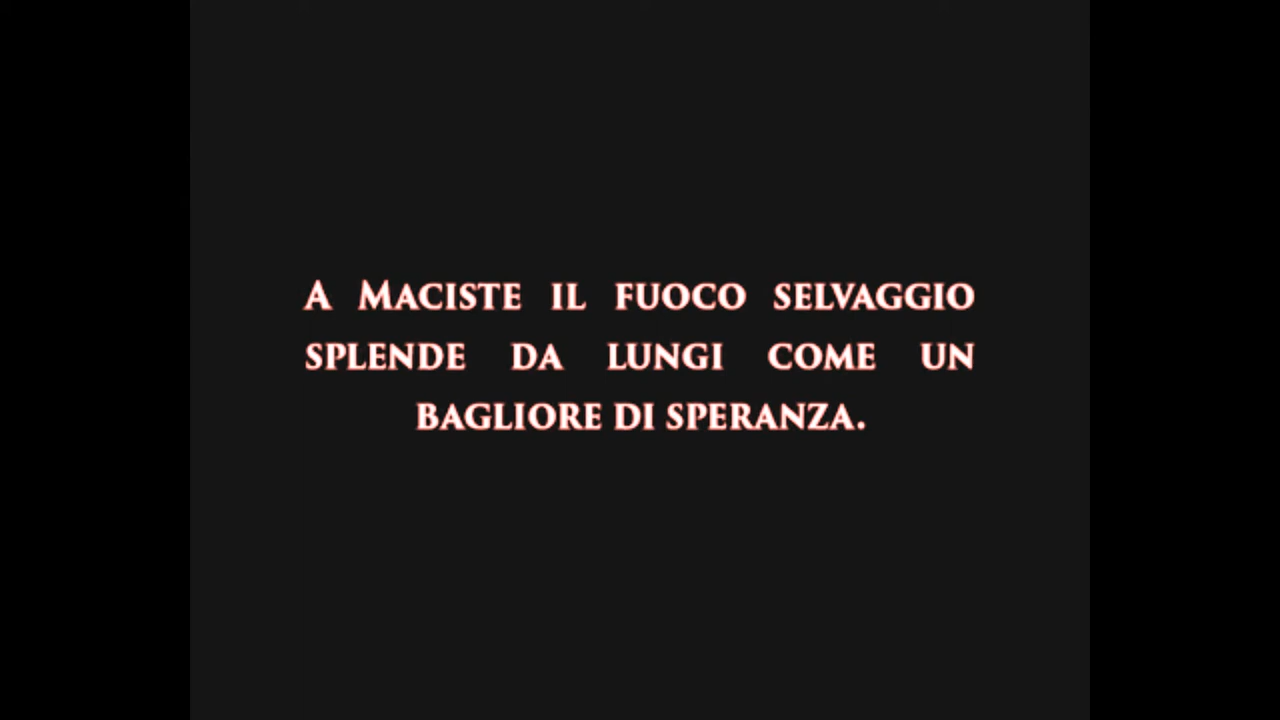 A Maciste il fuoco selvaggio
splende da lungi come un
bagliore di speranza.